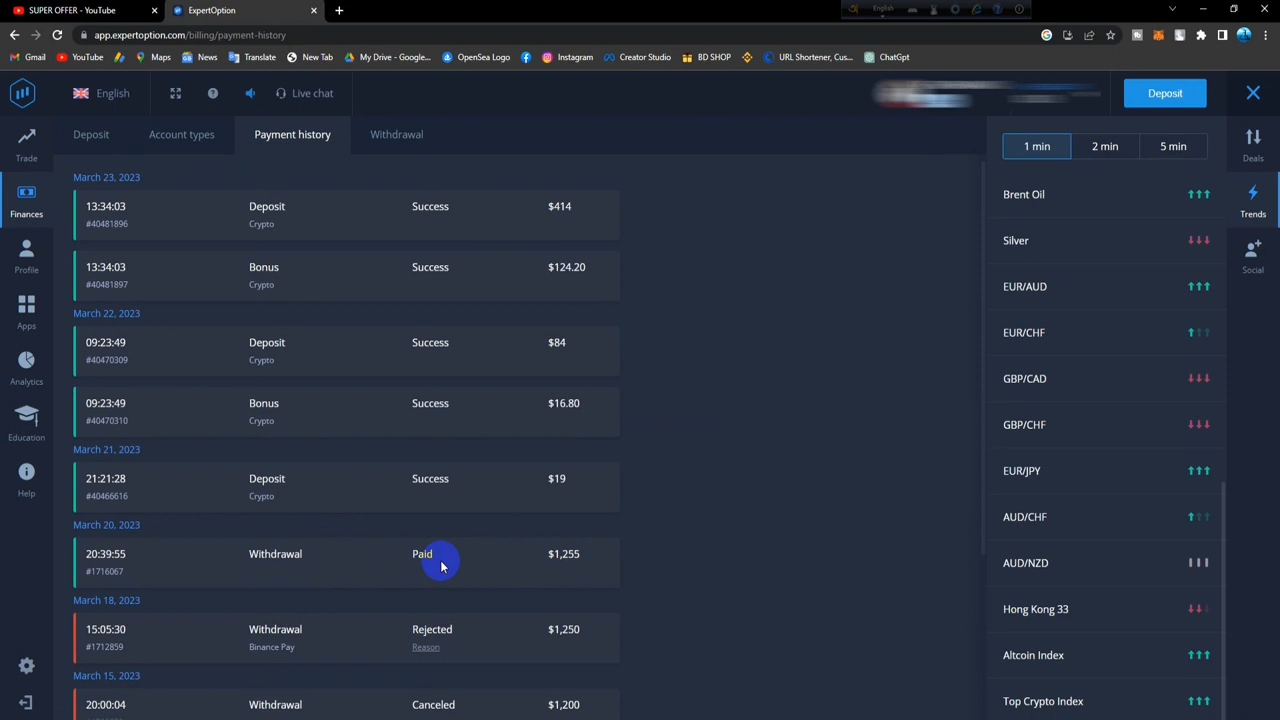 SUPER OFFER - YouTube
ExpertOption
English
app.expertoption.com/billing/payment-history
Gmail YouTube Maps News Translate New Tab My Drive - Google... OpenSea Logo Instagram Creator Studio BD SHOP URL Shortener, Cus... ChatGpt
English
Live chat
Deposit
Deposit Account types Payment history Withdrawal
Trade
Finances
Profile
Apps
Analytics
Education
Help
March 23, 2023
13:34:03 Deposit Success $414
#40481896 Crypto
13:34:03 Bonus Success $124.20
#40481897 Crypto
March 22, 2023
09:23:49 Deposit Success $84
#40470309 Crypto
09:23:49 Bonus Success $16.80
#40470310 Crypto
March 21, 2023
21:21:28 Deposit Success $19
#40466616 Crypto
March 20, 2023
20:39:55 Withdrawal Paid $1,255
#1716067
March 18, 2023
15:05:30 Withdrawal Rejected $1,250
#1712859 Binance Pay Reason
March 15, 2023
20:00:04 Withdrawal Canceled $1,200
1 min 2 min 5 min
Brent Oil
Silver
EUR/AUD
EUR/CHF
GBP/CAD
GBP/CHF
EUR/JPY
AUD/CHF
AUD/NZD
Hong Kong 33
Altcoin Index
Top Crypto Index
Deals
Trends
Social